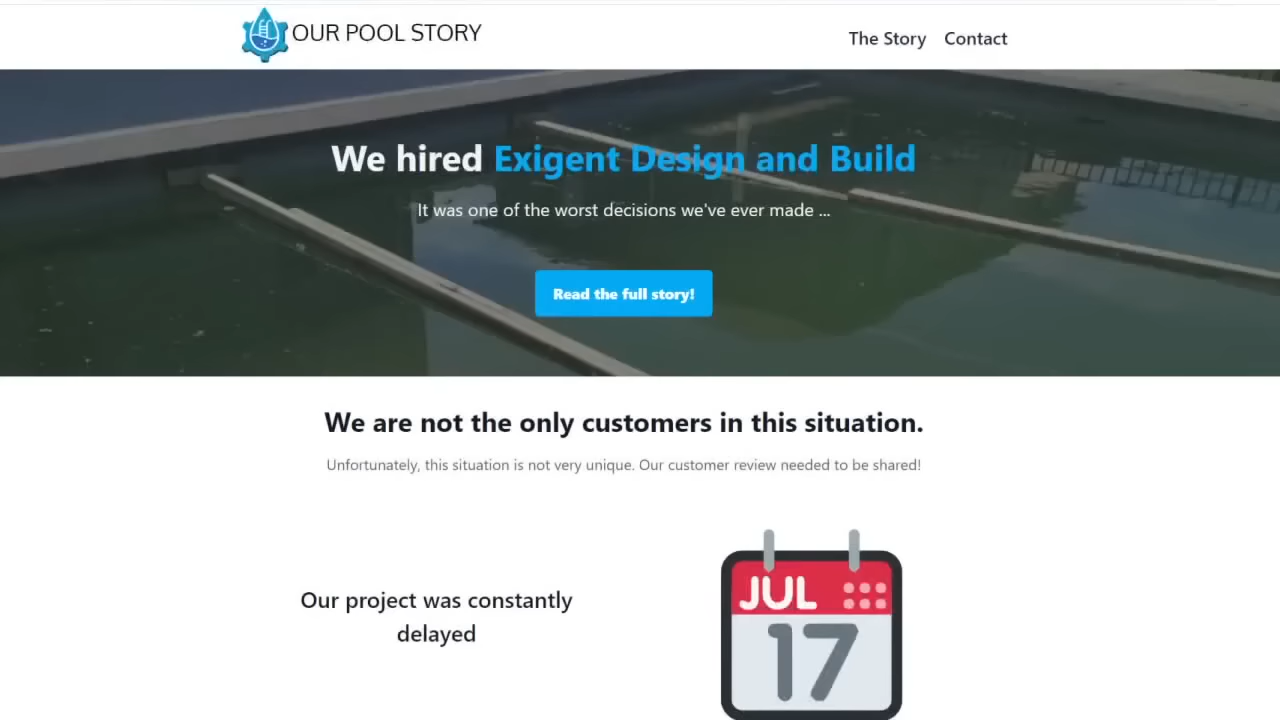 OUR POOL STORY
The Story Contact
We hired Exigent Design and Build
It was one of the worst decisions we've ever made ...
Read the full story!
We are not the only customers in this situation.
Unfortunately, this situation is not very unique. Our customer review needed to be shared!
Our project was constantly
delayed
JUL
17